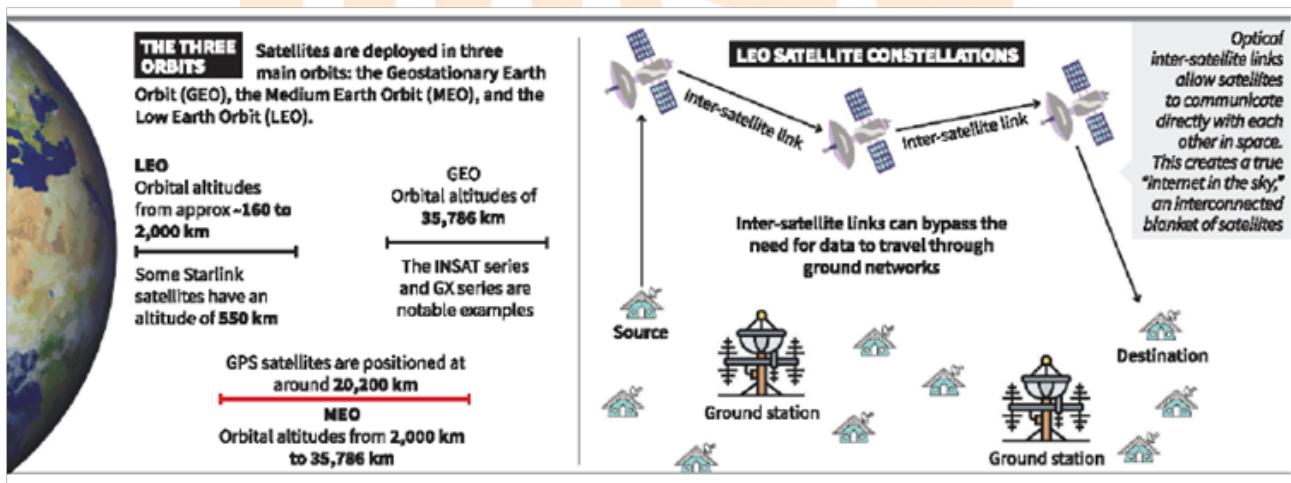 THE THREE
ORBITS
Satellites are deployed in three
main orbits: the Geostationary Earth
Orbit (GEO), the Medium Earth Orbit (MEO), and the
Low Earth Orbit (LEO).
LEO
Orbital altitudes
from approx ~160 to
2,000 km
Some Starlink
satellites have an
altitude of 550 km
GEO
Orbital altitudes of
35,786 km
The INSAT series
and GX series are
notable examples
GPS satellites are positioned at
around 20,200 km
MEO
Orbital altitudes from 2,000 km
to 35,786 km
LEO SATELLITE CONSTELLATIONS
Inter-satellite link
Inter-satellite link
Optical
inter-satellite links
allow satellites
to communicate
directly with each
other in space.
This creates a true
"internet in the sky,"
an interconnected
blanket of satellites
Inter-satellite links can bypass the
need for data to travel through
ground networks
Source
Ground station
Destination
Ground station